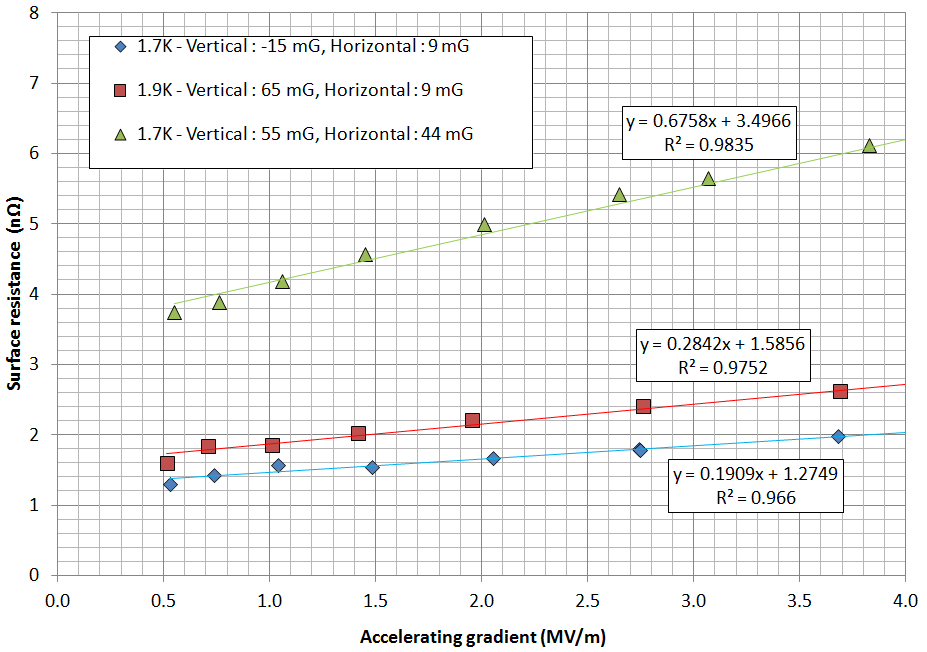 8
7
6
5
4
3
2
1
0
Surface resistance (nΩ)
1.7K - Vertical : -15 mG, Horizontal : 9 mG
1.9K - Vertical : 65 mG, Horizontal : 9 mG
1.7K - Vertical : 55 mG, Horizontal : 44 mG
y = 0.6758x + 3.4966
R² = 0.9835
y = 0.2842x + 1.5856
R² = 0.9752
y = 0.1909x + 1.2749
R² = 0.966
0.0 0.5 1.0 1.5 2.0 2.5 3.0 3.5 4.0
Accelerating gradient (MV/m)